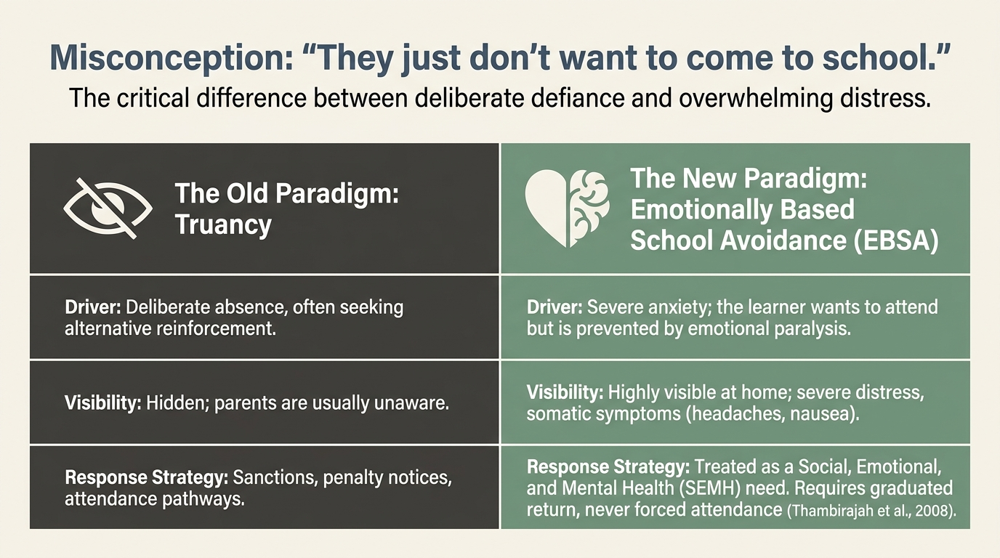 Misconception: “They just don’t want to come to school.”
The critical difference between deliberate defiance and overwhelming distress.
The Old Paradigm:
Truancy
The New Paradigm:
Emotionally Based
School Avoidance (EBSA)
Driver: Deliberate absence, often seeking
alternative reinforcement.
Driver: Severe anxiety; the learner wants to attend
but is prevented by emotional paralysis.
Visibility: Hidden; parents are usually unaware.
Visibility: Highly visible at home; severe distress,
somatic symptoms (headaches, nausea).
Response Strategy: Sanctions, penalty notices,
attendance pathways.
Response Strategy: Treated as a Social, Emotional,
and Mental Health (SEMH) need. Requires graduated
return, never forced attendance (Thambirajah et al., 2008).